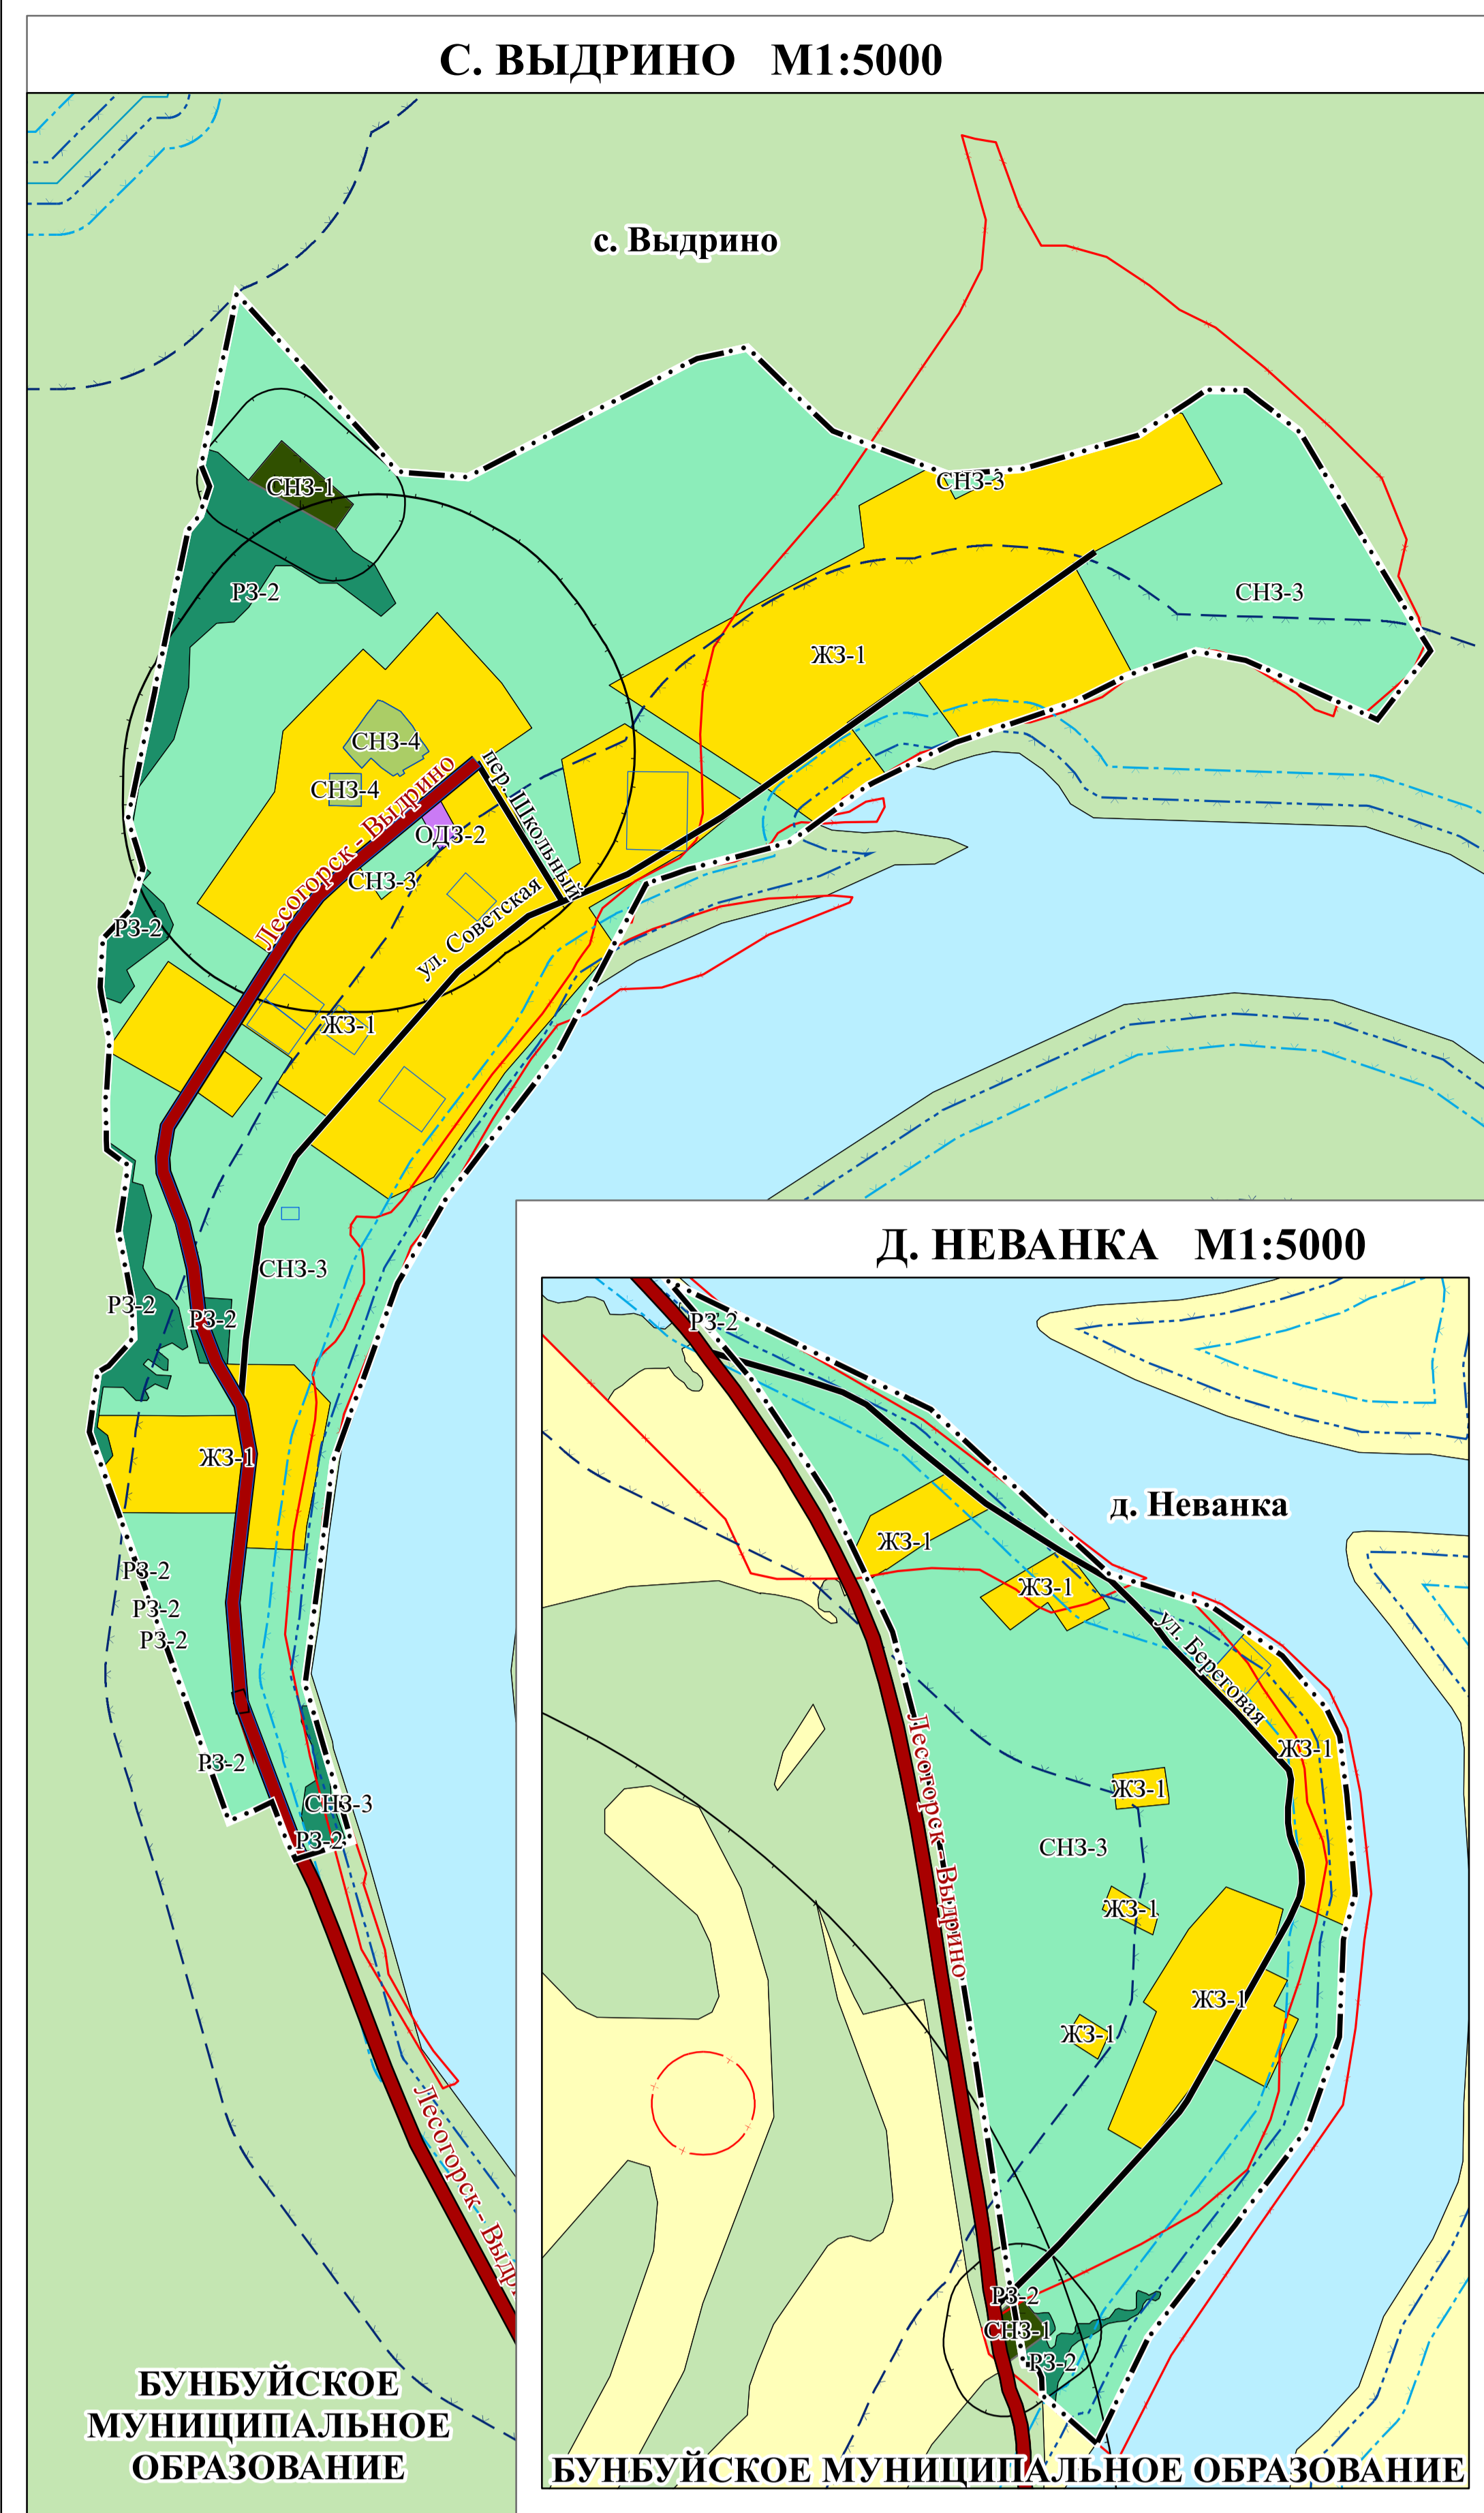 С. ВЫДРИНО М1:5000
с. Выдрино
СНЗ-1
СНЗ-3
РЗ-2
СНЗ-3
ЖЗ-1
СНЗ-4
СНЗ-4
Лесогорск - Выдрино
пер. Школьный
ОДЗ-2
СНЗ-3
ул. Советская
РЗ-2
ЖЗ-1
СНЗ-3
РЗ-2
РЗ-2
ЖЗ-1
РЗ-2
РЗ-2
РЗ-2
РЗ-2
СНЗ-3
РЗ-2
Лесогорск - Выдр
БУНБУЙСКОЕ
МУНИЦИПАЛЬНОЕ
ОБРАЗОВАНИЕ
Д. НЕВАНКА М1:5000
РЗ-2
д. Неванка
ЖЗ-1
ЖЗ-1
ул. Береговая
ЖЗ-1
Лесогорск - Выдрино
ЖЗ-1
СНЗ-3
ЖЗ-1
ЖЗ-1
ЖЗ-1
РЗ-2
СНЗ-1
РЗ-2
БУНБУЙСКОЕ МУНИЦИПАЛЬНОЕ ОБРАЗОВАНИЕ